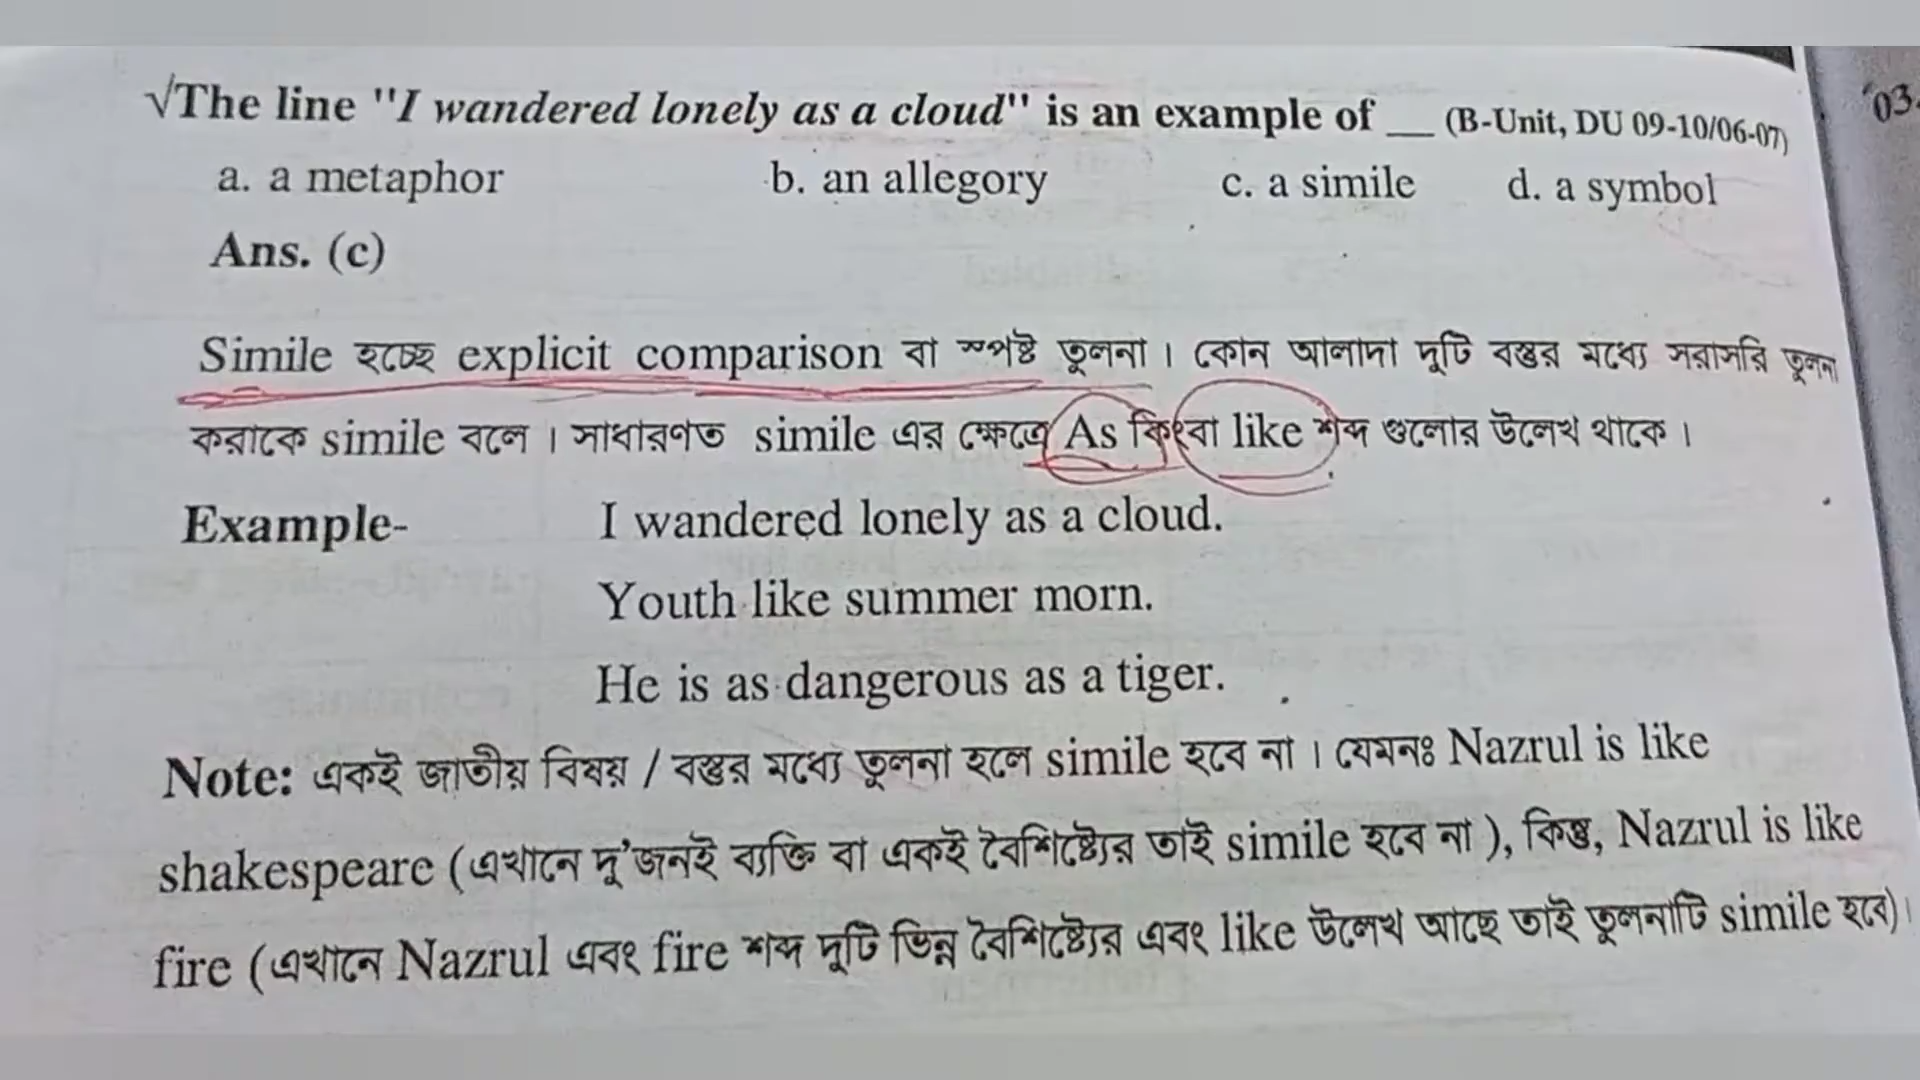 √The line "I wandered lonely as a cloud" is an example of __ (B-Unit, DU 09-10/06-07)
a. a metaphor b. an allegory c. a simile d. a symbol
Ans. (c)
Simile হচ্ছে explicit comparison বা স্পষ্ট তুলনা। কোন আলাদা দুটি বস্তুর মধ্যে সরাসরি তুলনা
করাকে simile বলে। সাধারণত simile এর ক্ষেত্রে As কিংবা like শব্দ গুলোর উলেখ থাকে।
Example- I wandered lonely as a cloud.
Youth like summer morn.
He is as dangerous as a tiger.
Note: একই জাতীয় বিষয় / বস্তুর মধ্যে তুলনা হলে simile হবে না। যেমনঃ Nazrul is like
shakespeare (এখানে দু'জনই ব্যক্তি বা একই বৈশিষ্ট্যের তাই simile হবে না), কিন্তু, Nazrul is like
fire (এখানে Nazrul এবং fire শব্দ দুটি ভিন্ন বৈশিষ্ট্যের এবং like উলেখ আছে তাই তুলনাটি simile হবে)।
'03-